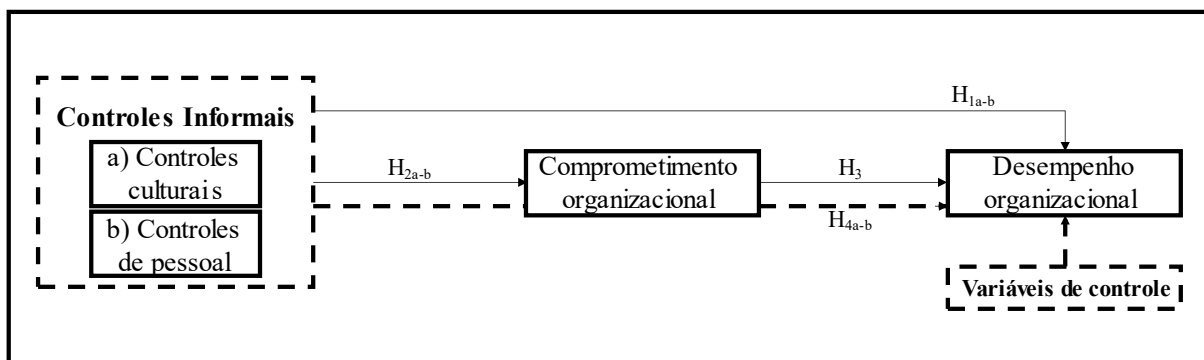 Controles Informais
a) Controles
culturais
b) Controles
de pessoal
H1a-b
H2a-b
Comprometimento
organizacional
H3
H4a-b
Desempenho
organizacional
Variáveis de controle